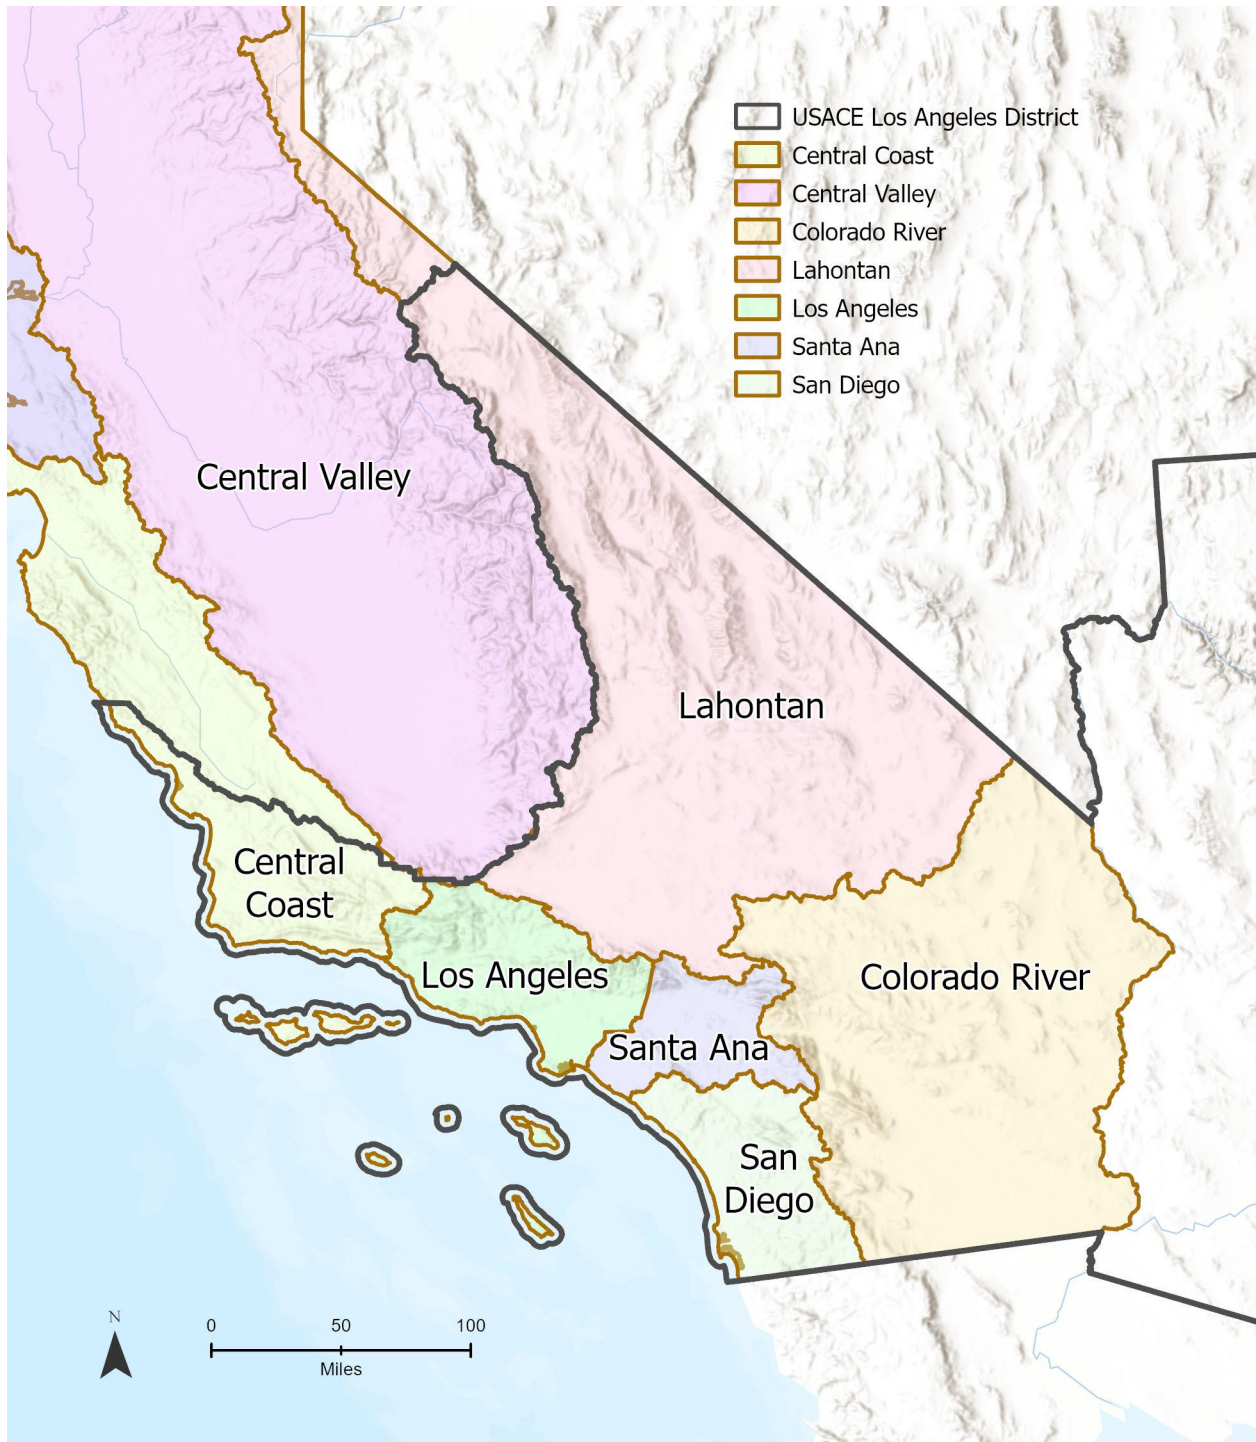 USACE Los Angeles District
Central Coast
Central Valley
Colorado River
Lahontan
Los Angeles
Santa Ana
San Diego
Central Valley
Lahontan
Central
Coast
Los Angeles
Colorado River
Santa Ana
San
Diego
N
0 50 100
Miles